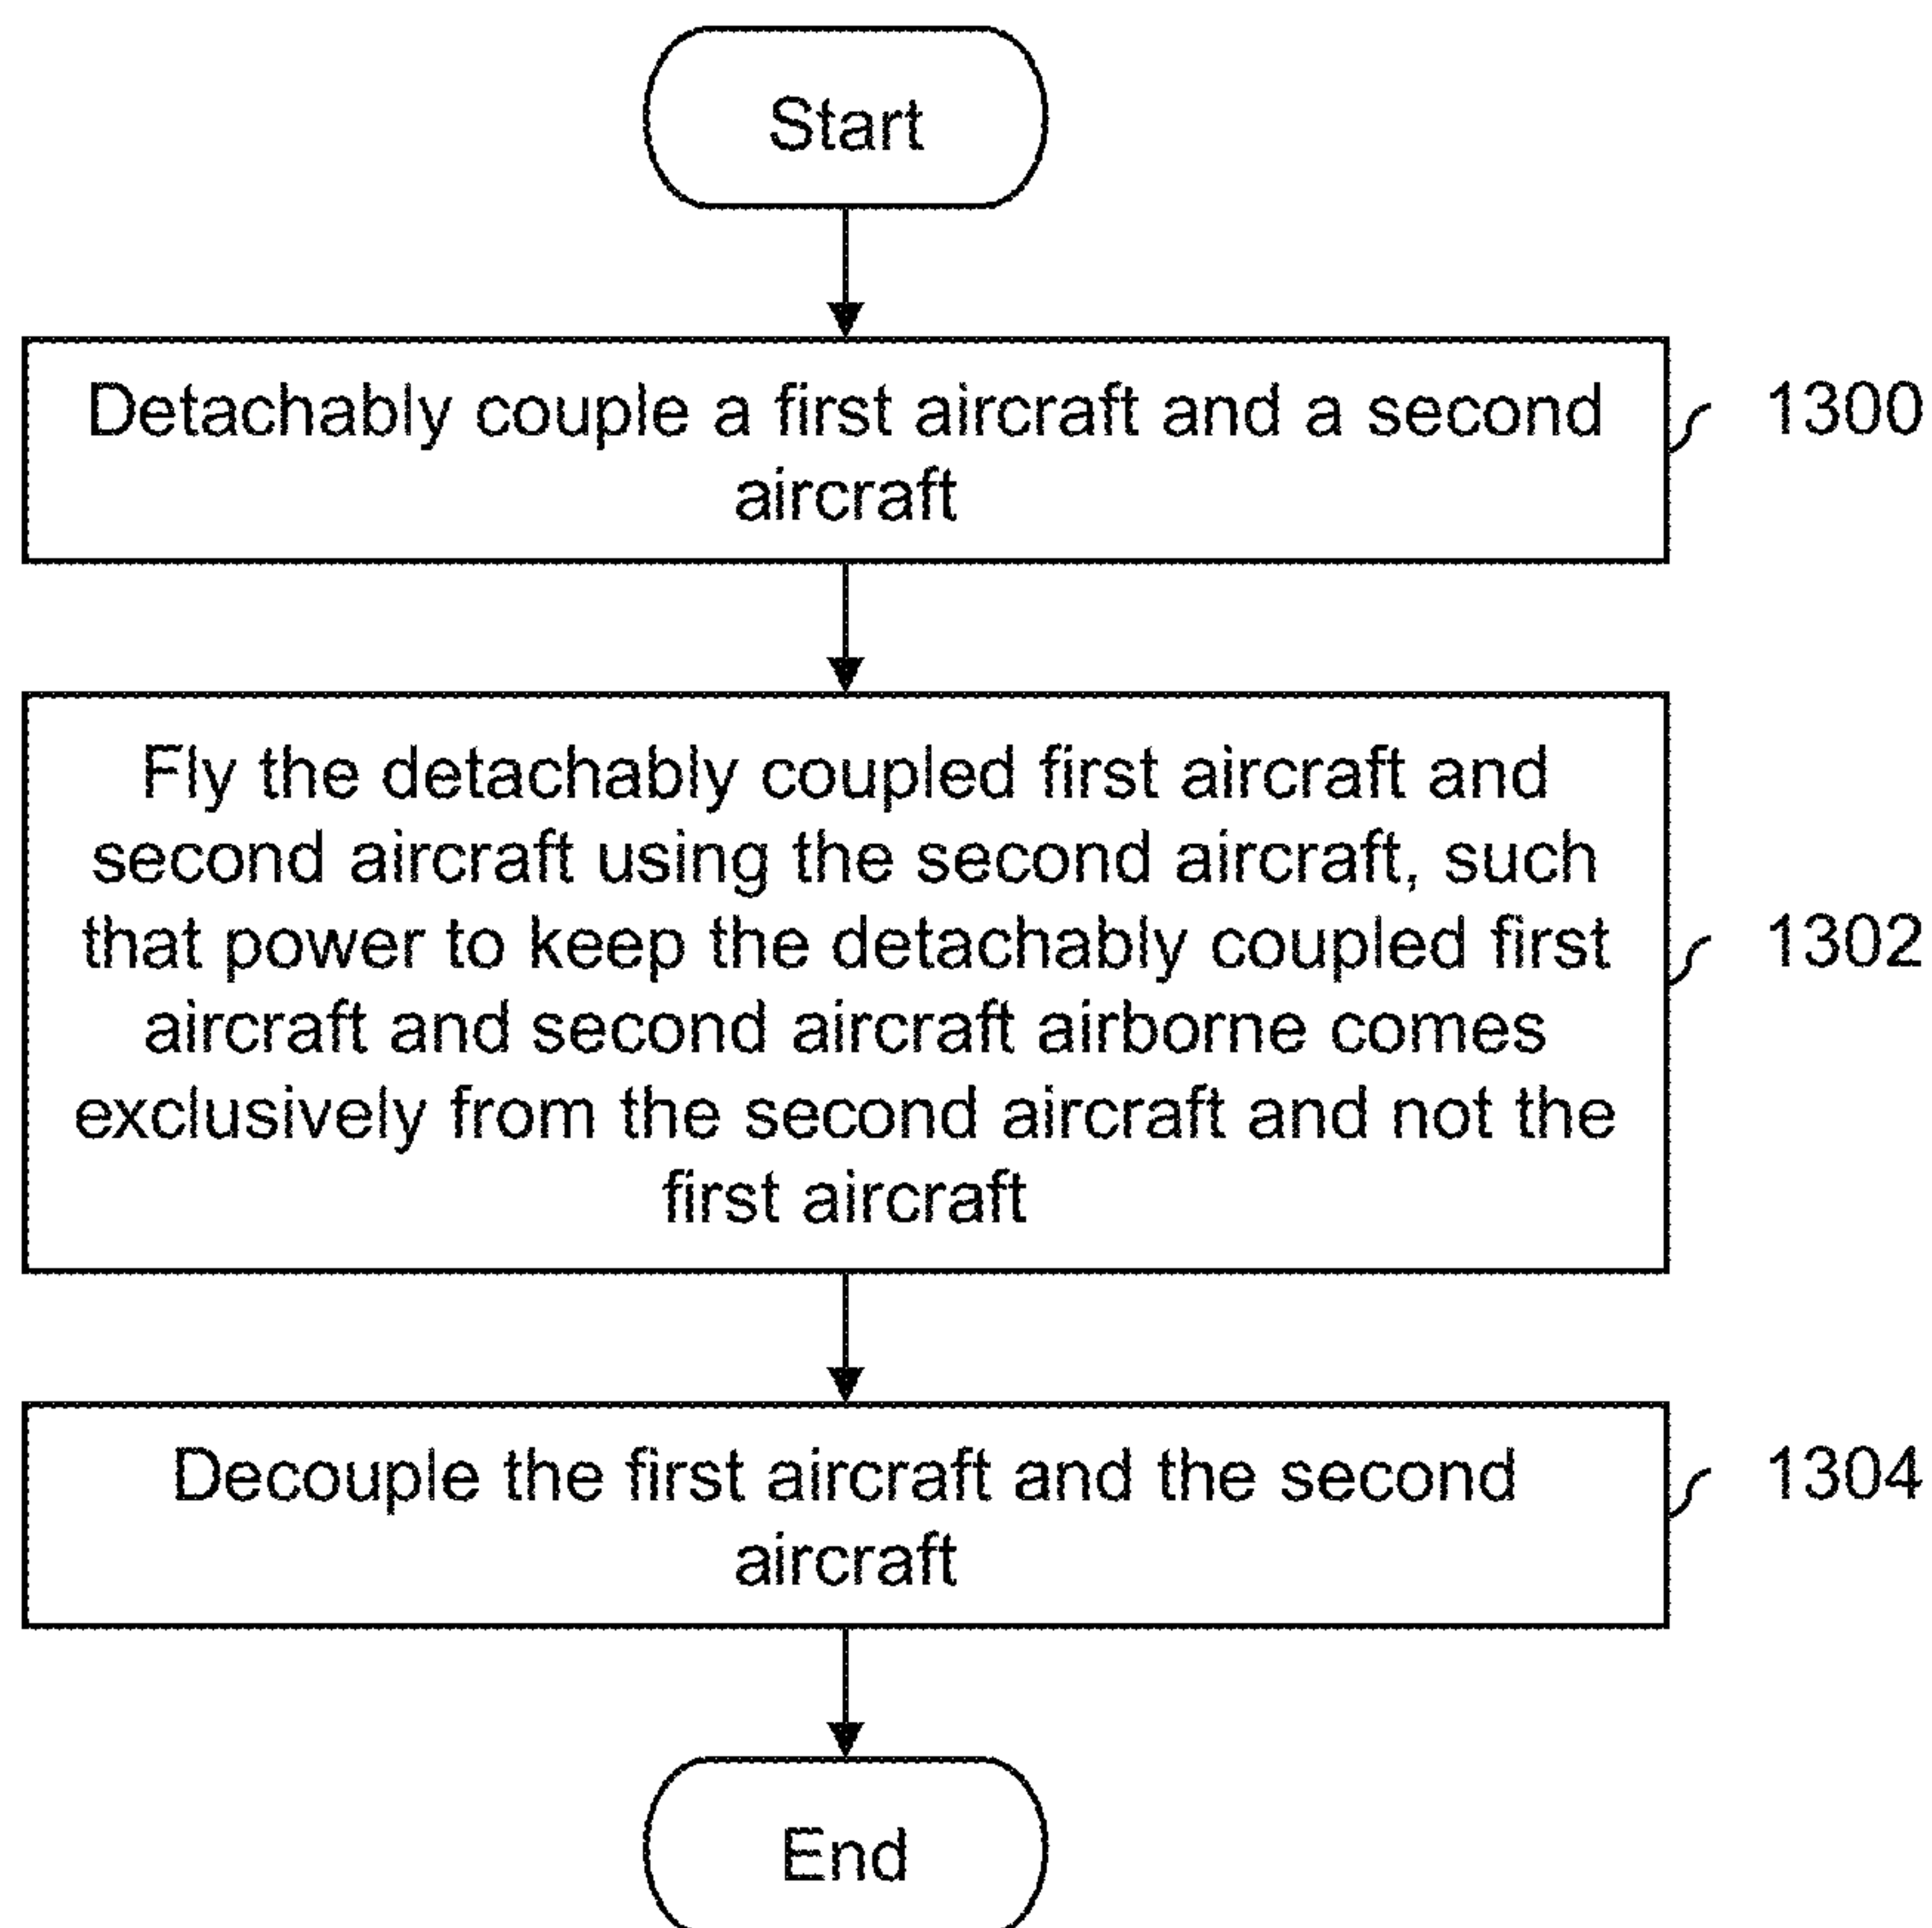 Start
Detachably couple a first aircraft and a second
aircraft
1300
Fly the detachably coupled first aircraft and
second aircraft using the second aircraft, such
that power to keep the detachably coupled first
aircraft and second aircraft airborne comes
exclusively from the second aircraft and not the
first aircraft
1302
Decouple the first aircraft and the second
aircraft
1304
End